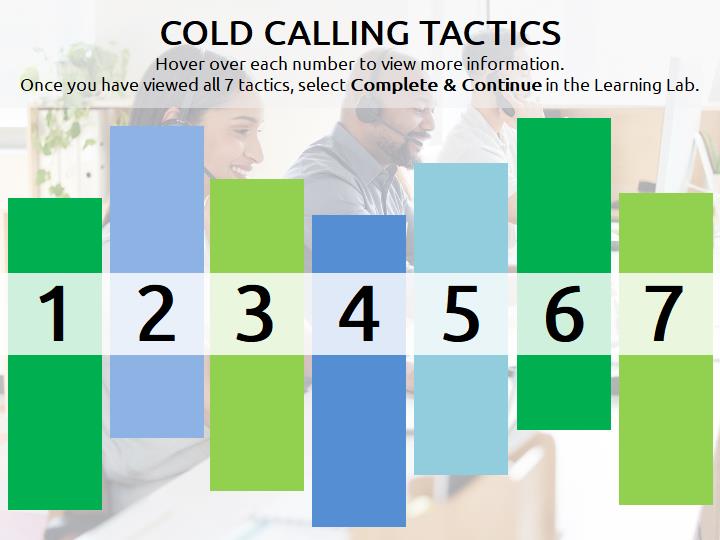 COLD CALLING TACTICS
Hover over each number to view more information.
Once you have viewed all 7 tactics, select Complete & Continue in the Learning Lab.
1 2 3 4 5 6 7